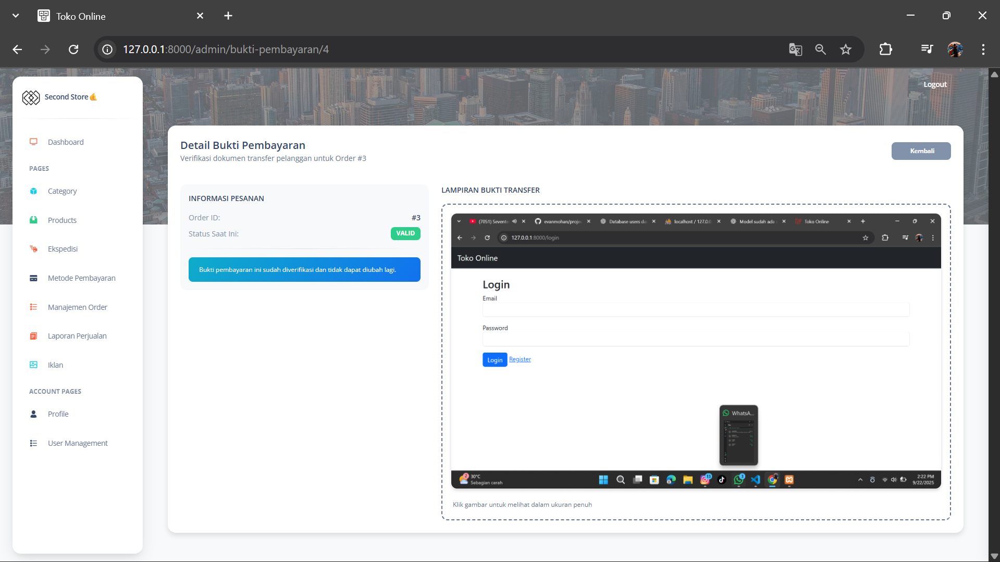 Toko Online
127.0.0.1:8000/admin/bukti-pembayaran/4
Second Store
Logout
Dashboard
PAGES
Category
Products
Ekspedisi
Metode Pembayaran
Manajemen Order
Laporan Perjualan
Iklan
ACCOUNT PAGES
Profile
User Management
Detail Bukti Pembayaran
Verifikasi dokumen transfer pelanggan untuk Order #3
Kembali
INFORMASI PESANAN
Order ID: #3
Status Saat Ini: VALID
Bukti pembayaran ini sudah diverifikasi dan tidak dapat diubah lagi.
LAMPIRAN BUKTI TRANSFER
(7051) Sevente
evanmohan/proje
Database users da
localhost / 127.0.0
Model sudah ada
Toko Online
127.0.0.1:8000/login
Toko Online
Login
Email
Password
Login Register
WhatsA...
30°C
Sebagian cerah
2:22 PM
9/22/2025
Klik gambar untuk melihat dalam ukuran penuh